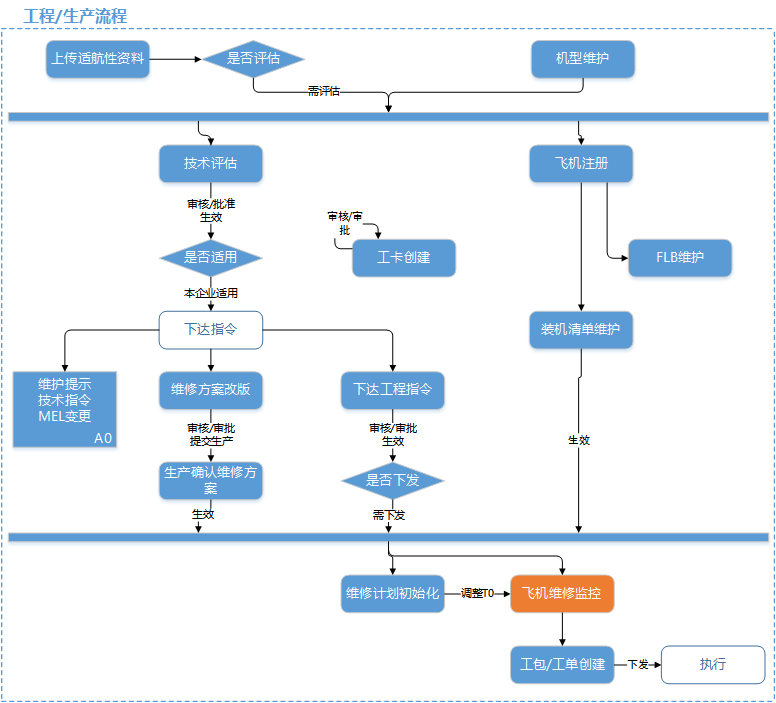 工程/生产流程
上传适航性资料
是否评估
机型维护
需评估
技术评估
飞机注册
审核/批准
生效
审核/审
批
是否适用
工卡创建
FLB维护
本企业适用
下达指令
装机清单维护
维护提示
技术指令
MEL变更
A0
维修方案改版
下达工程指令
审核/审批
提交生产
审核/审批
生效
生效
生产确认维修方
案
是否下发
生效
需下发
维修计划初始化
调整T0
飞机维修监控
工包/工单创建
下发
执行